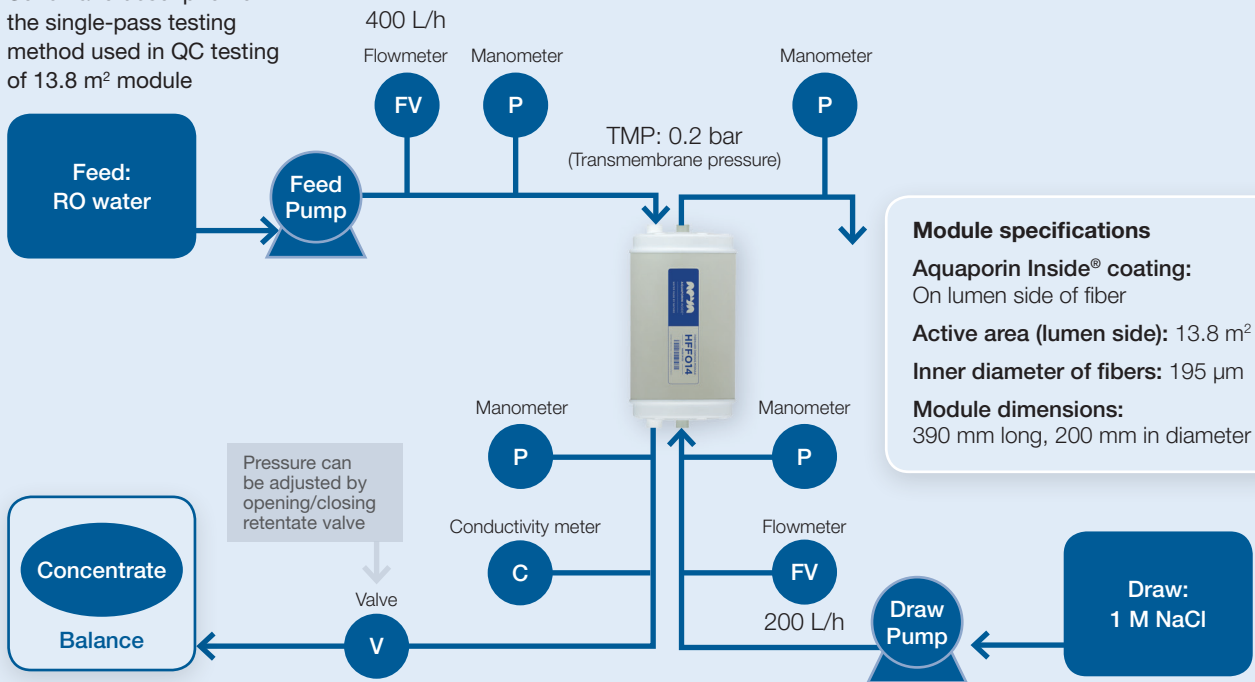 the single-pass testing
method used in QC testing
of 13.8 m² module
400 L/h
Flowmeter
Manometer
Manometer
FV
P
P
TMP: 0.2 bar
(Transmembrane pressure)
Feed:
RO water
Feed
Pump
Module specifications
Aquaporin Inside® coating:
On lumen side of fiber
Active area (lumen side): 13.8 m²
Inner diameter of fibers: 195 µm
Module dimensions:
390 mm long, 200 mm in diameter
HFFO14
Manometer
Manometer
P
P
Pressure can
be adjusted by
opening/closing
retentate valve
Conductivity meter
Flowmeter
C
FV
200 L/h
Concentrate
Balance
Valve
V
Draw
Pump
Draw:
1 M NaCl